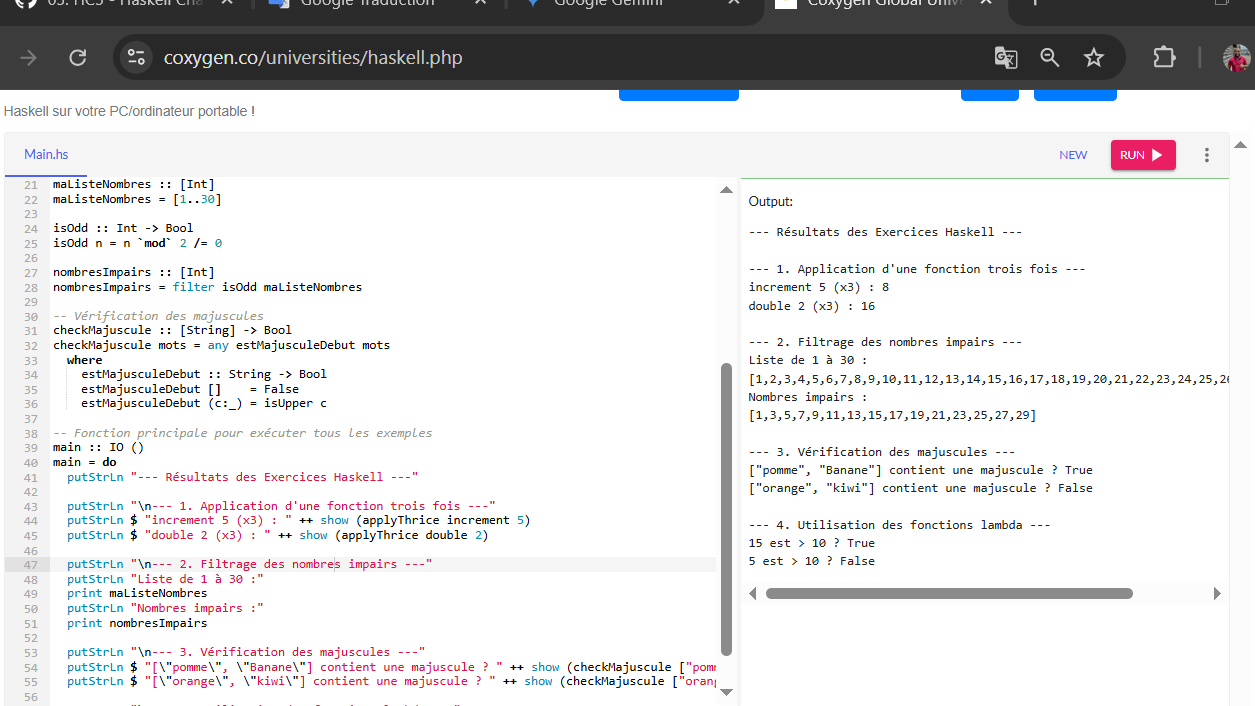 03. HC5 - Haskell Cha
Google Traduction
Google Gemini
Coxygen Global Unive
coxygen.co/universities/haskell.php
Haskell sur votre PC/ordinateur portable !
Main.hs
NEW
RUN
21 maListeNombres :: [Int]
22 maListeNombres = [1..30]
23
24 isOdd :: Int -> Bool
25 isOdd n = n `mod` 2 /= 0
26
27 nombresImpairs :: [Int]
28 nombresImpairs = filter isOdd maListeNombres
29
30 -- Vérification des majuscules
31 checkMajuscule :: [String] -> Bool
32 checkMajuscule mots = any estMajusculeDebut mots
33   where
34     estMajusculeDebut :: String -> Bool
35     estMajusculeDebut []    = False
36     estMajusculeDebut (c:_) = isUpper c
37
38 -- Fonction principale pour exécuter tous les exemples
39 main :: IO ()
40 main = do
41   putStrLn "--- Résultats des Exercices Haskell ---"
42
43   putStrLn "\n--- 1. Application d'une fonction trois fois ---"
44   putStrLn $ "increment 5 (x3) : " ++ show (applyThrice increment 5)
45   putStrLn $ "double 2 (x3) : " ++ show (applyThrice double 2)
46
47   putStrLn "\n--- 2. Filtrage des nombres impairs ---"
48   putStrLn "Liste de 1 à 30 :"
49   print maListeNombres
50   putStrLn "Nombres impairs :"
51   print nombresImpairs
52
53   putStrLn "\n--- 3. Vérification des majuscules ---"
54   putStrLn $ "[\"pomme\", \"Banane\"] contient une majuscule ? " ++ show (checkMajuscule ["pomm
55   putStrLn $ "[\"orange\", \"kiwi\"] contient une majuscule ? " ++ show (checkMajuscule ["orang
56
Output:
--- Résultats des Exercices Haskell ---
--- 1. Application d'une fonction trois fois ---
increment 5 (x3) : 8
double 2 (x3) : 16
--- 2. Filtrage des nombres impairs ---
Liste de 1 à 30 :
[1,2,3,4,5,6,7,8,9,10,11,12,13,14,15,16,17,18,19,20,21,22,23,24,25,26
Nombres impairs :
[1,3,5,7,9,11,13,15,17,19,21,23,25,27,29]
--- 3. Vérification des majuscules ---
["pomme", "Banane"] contient une majuscule ? True
["orange", "kiwi"] contient une majuscule ? False
--- 4. Utilisation des fonctions lambda ---
15 est > 10 ? True
5 est > 10 ? False